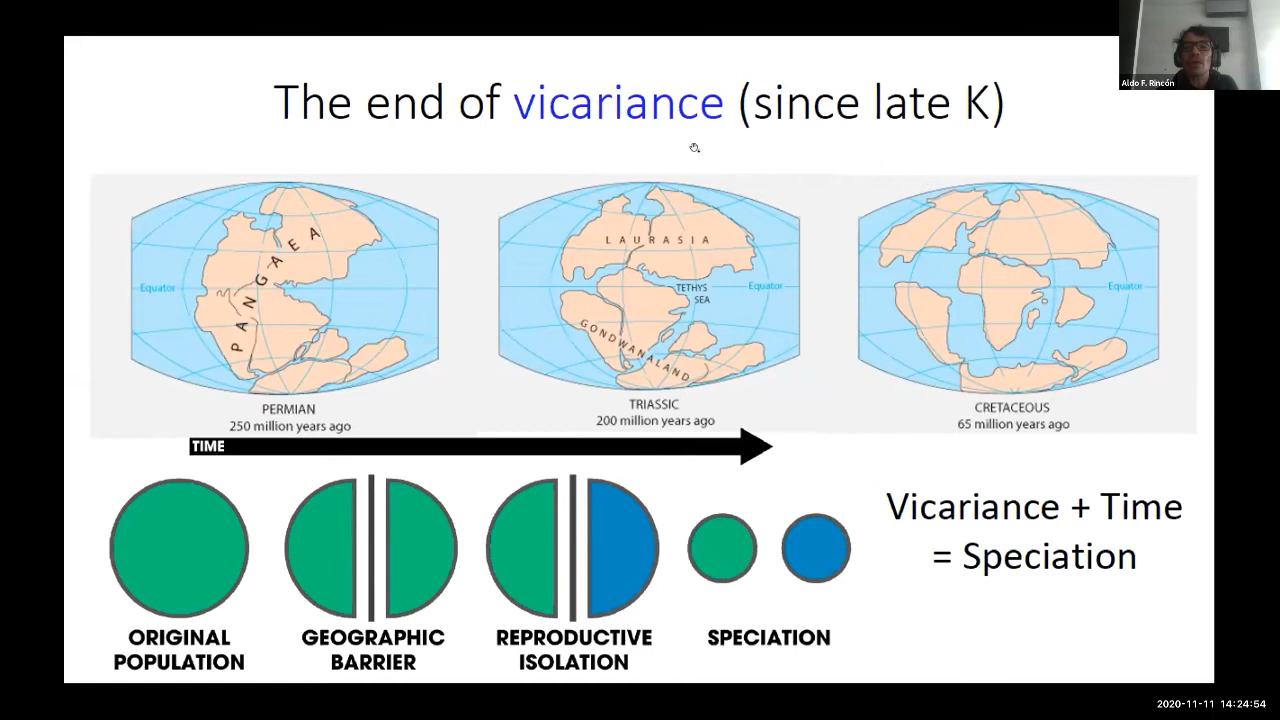 Aldo F. Rincón
The end of vicariance (since late K)
PANGAEA
Equator
PERMIAN
250 million years ago
LAURASIA
TETHYS
SEA
Equator
GONDWANALAND
TRIASSIC
200 million years ago
Equator
CRETACEOUS
65 million years ago
TIME
ORIGINAL
POPULATION
GEOGRAPHIC
BARRIER
REPRODUCTIVE
ISOLATION
SPECIATION
Vicariance + Time
= Speciation
2020-11-11 14:24:54